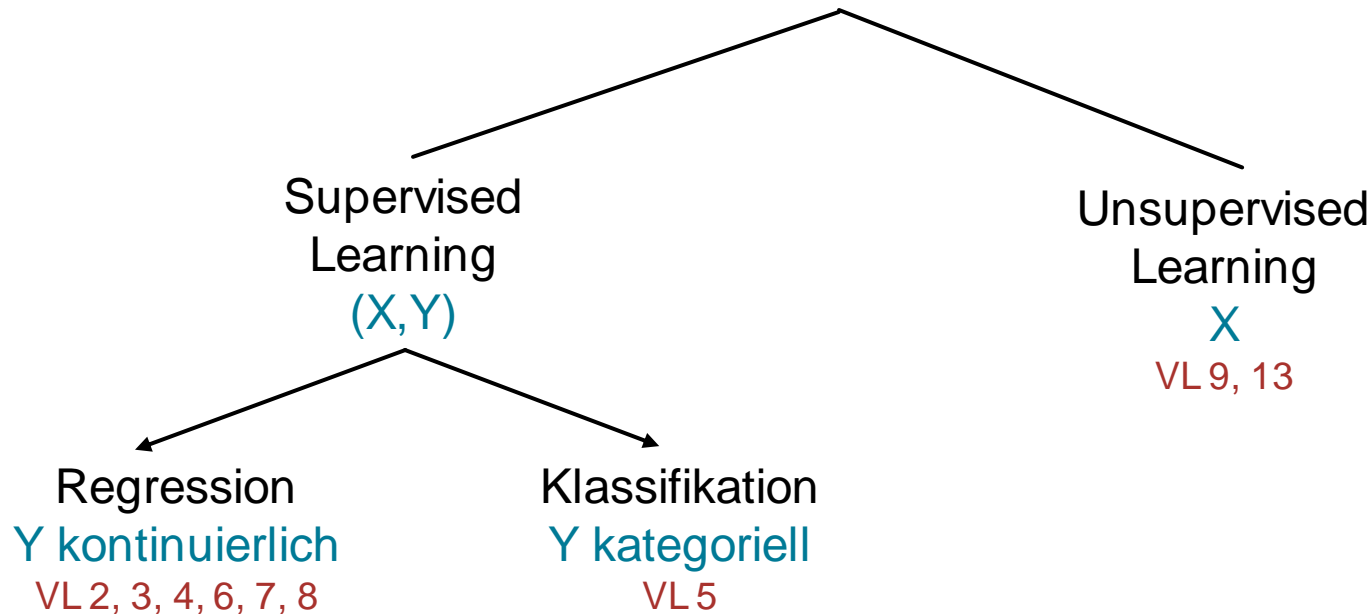 Supervised
Learning
(X,Y)
Unsupervised
Learning
X
VL 9, 13
Regression
Y kontinuierlich
VL 2, 3, 4, 6, 7, 8
Klassifikation
Y kategoriell
VL 5